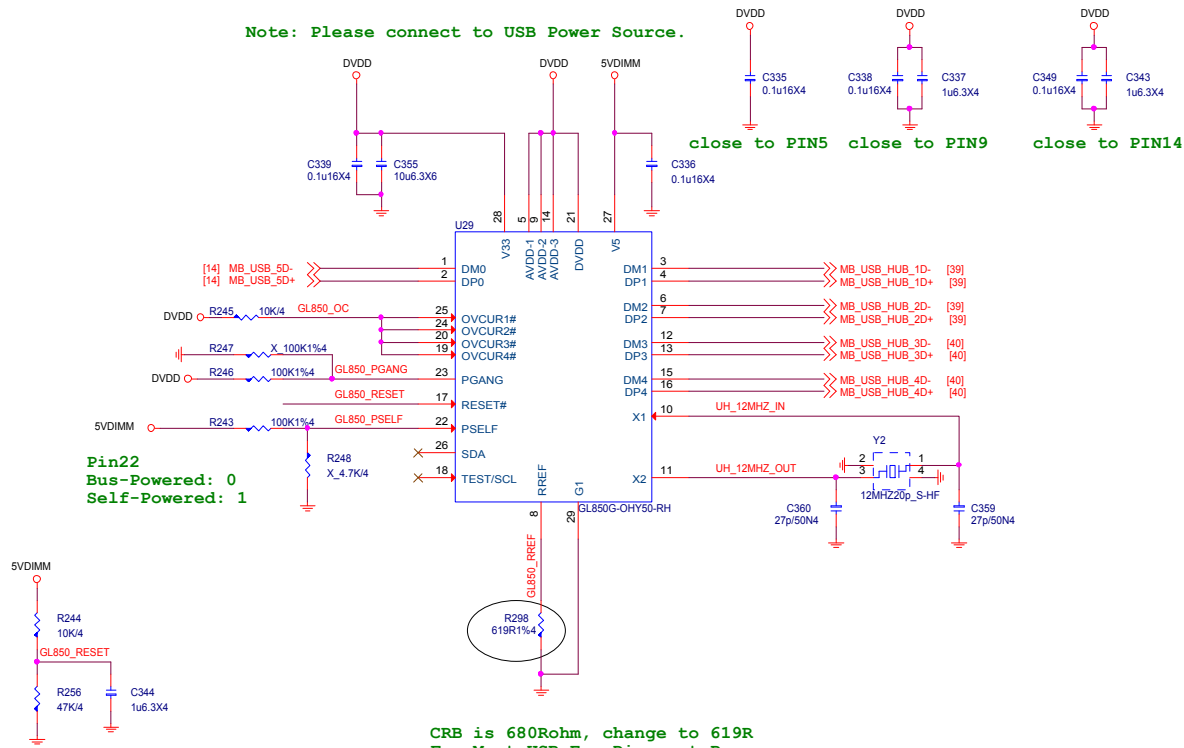 Note: Please connect to USB Power Source.
DVDD
DVDD
5VDIMM
DVDD
C335
0.1u16X4
close to PIN5
DVDD
C338
0.1u16X4
C337
1u6.3X4
close to PIN9
DVDD
C349
0.1u16X4
C343
1u6.3X4
close to PIN14
C339
0.1u16X4
C355
10u6.3X6
C336
0.1u16X4
U29
28
5
9
14
21
27
V33
AVDD-1
AVDD-2
AVDD-3
DVDD
V5
[14] MB_USB_5D-
[14] MB_USB_5D+
1
2
DM0
DP0
DVDD
R245
10K/4
GL850_OC
25
24
20
19
OVCUR1#
OVCUR2#
OVCUR3#
OVCUR4#
R247
X_100K1%4
DVDD
R246
100K1%4
GL850_PGANG
23
PGANG
GL850_RESET
17
RESET#
5VDIMM
R243
100K1%4
GL850_PSELF
22
PSELF
R248
X_4.7K/4
26
SDA
18
TEST/SCL
Pin22
Bus-Powered: 0
Self-Powered: 1
DM1
DP1
3
4
MB_USB_HUB_1D- [39]
MB_USB_HUB_1D+ [39]
DM2
DP2
6
7
MB_USB_HUB_2D- [39]
MB_USB_HUB_2D+ [39]
DM3
DP3
12
13
MB_USB_HUB_3D- [40]
MB_USB_HUB_3D+ [40]
DM4
DP4
15
16
MB_USB_HUB_4D- [40]
MB_USB_HUB_4D+ [40]
X1
10
UH_12MHZ_IN
X2
11
UH_12MHZ_OUT
Y2
2
3
1
4
12MHZ20p_S-HF
C360
27p/50N4
C359
27p/50N4
RREF
G1
GL850G-OHY50-RH
8
29
GL850_RREF
R298
619R1%4
5VDIMM
R244
10K/4
GL850_RESET
R256
47K/4
C344
1u6.3X4
CRB is 680Rohm, change to 619R